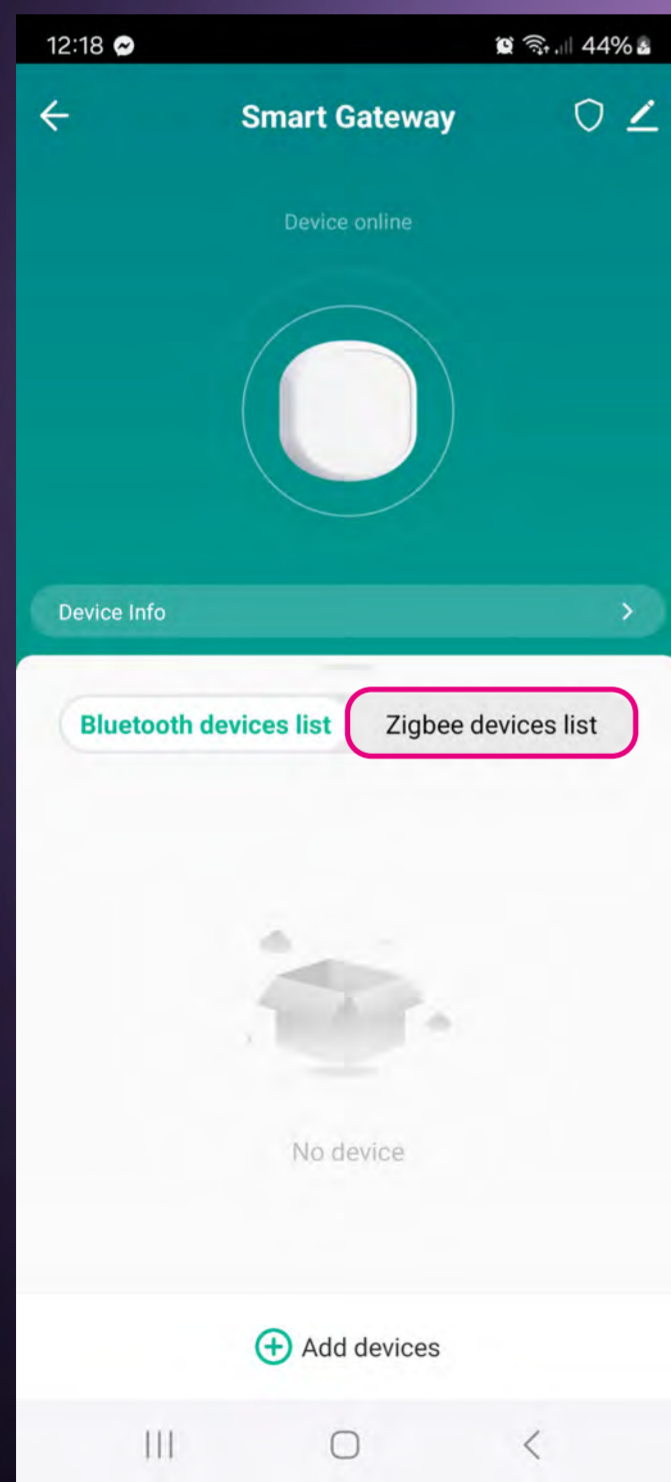 12:18 44%
Smart Gateway
Device online
Device Info
Bluetooth devices list Zigbee devices list
No device
Add devices